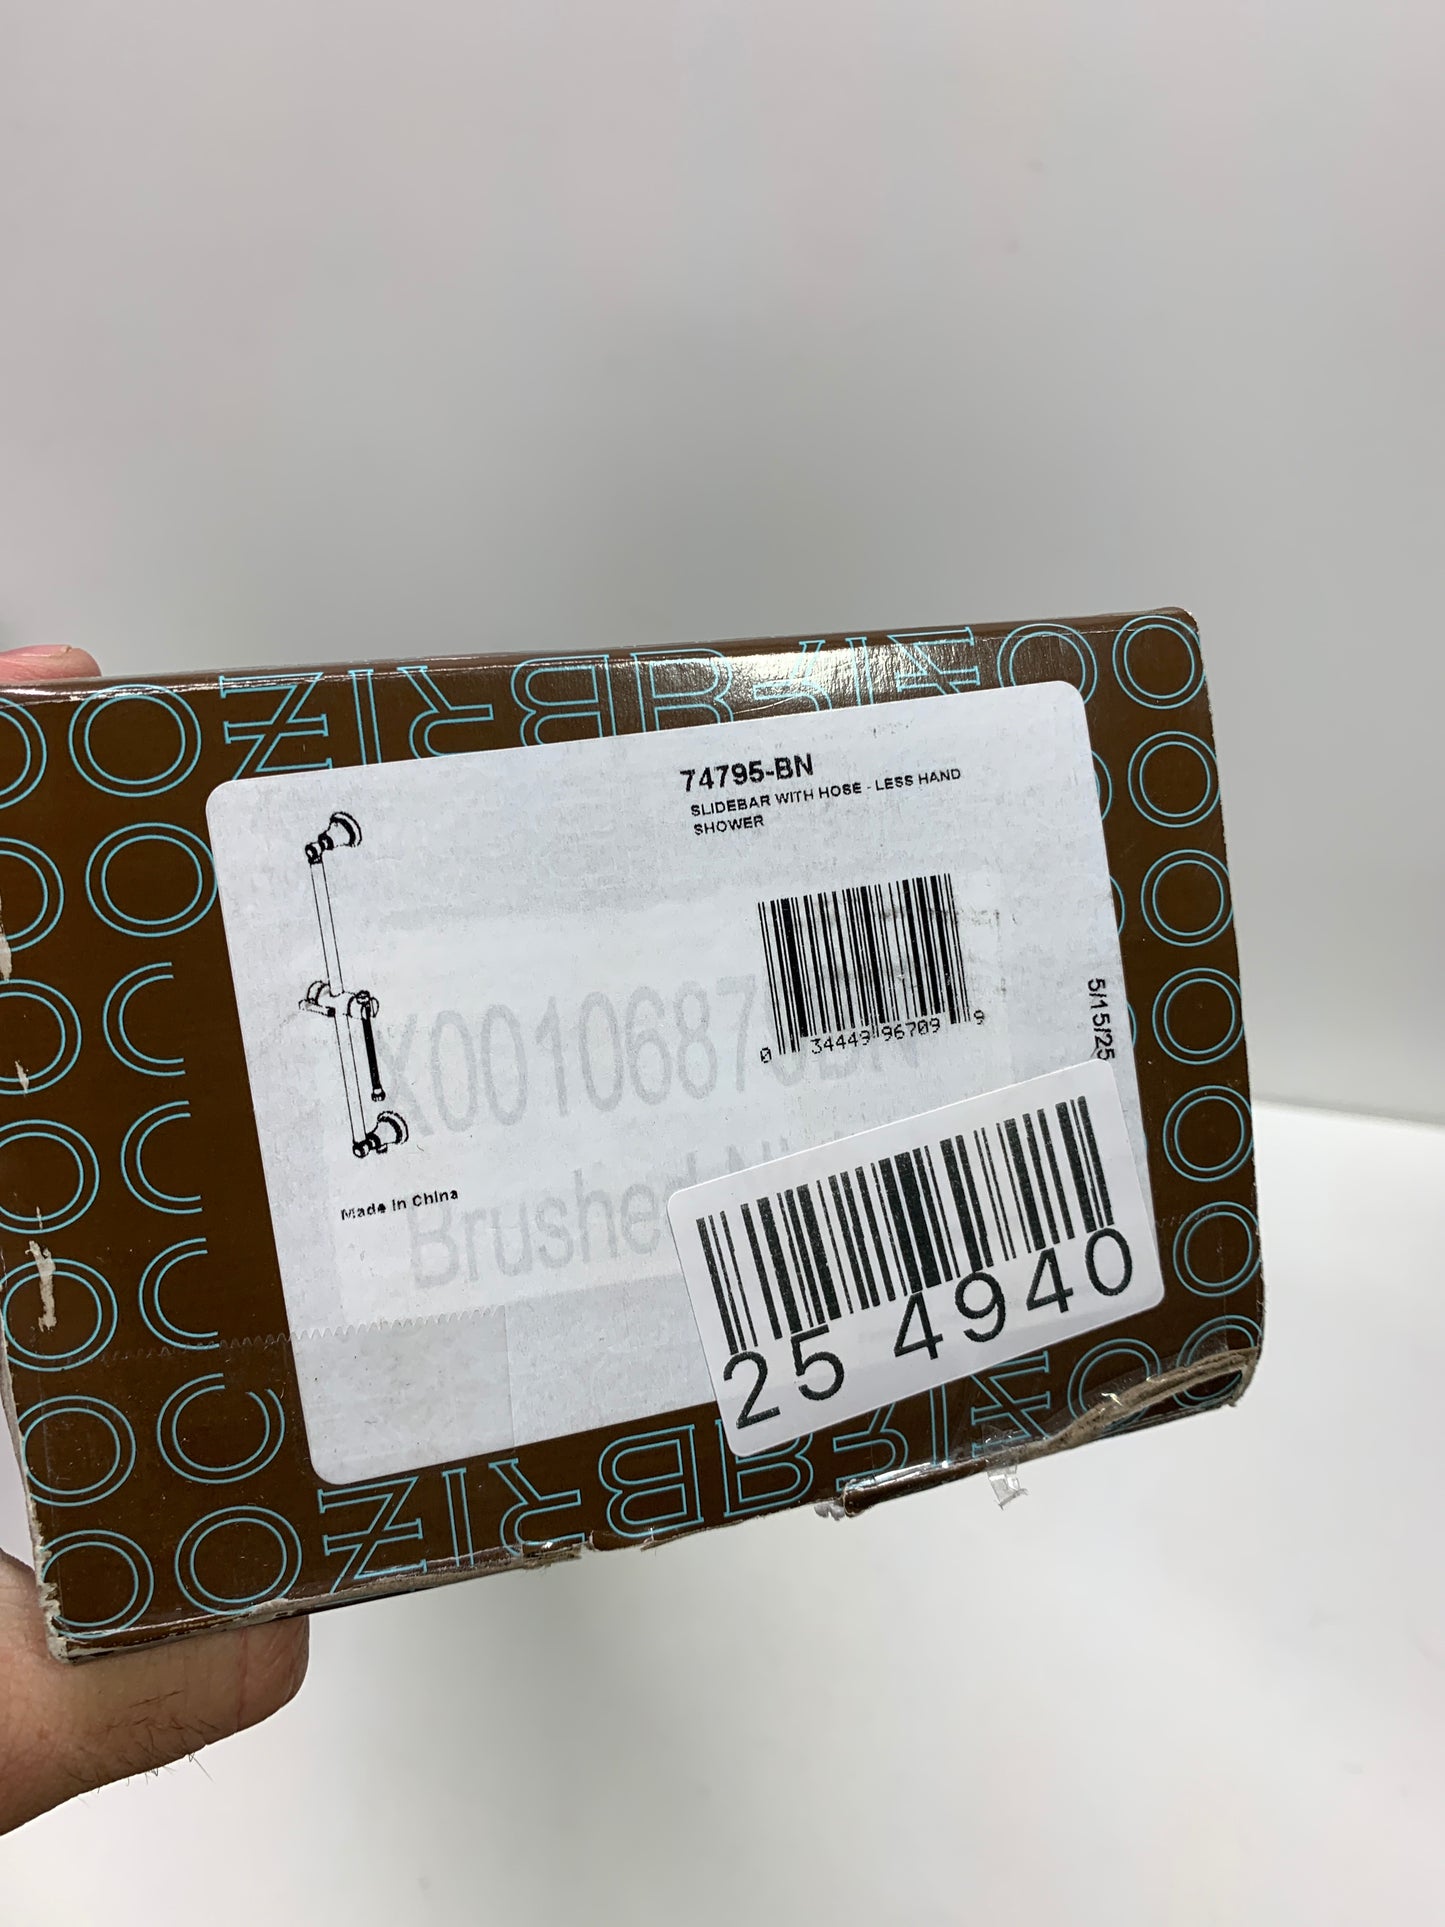 74795-BN
SLIDEBAR WITH HOSE - LESS HAND
SHOWER
0 34449 96709 9
5/15/25
Made in China
Brushed
25 4940